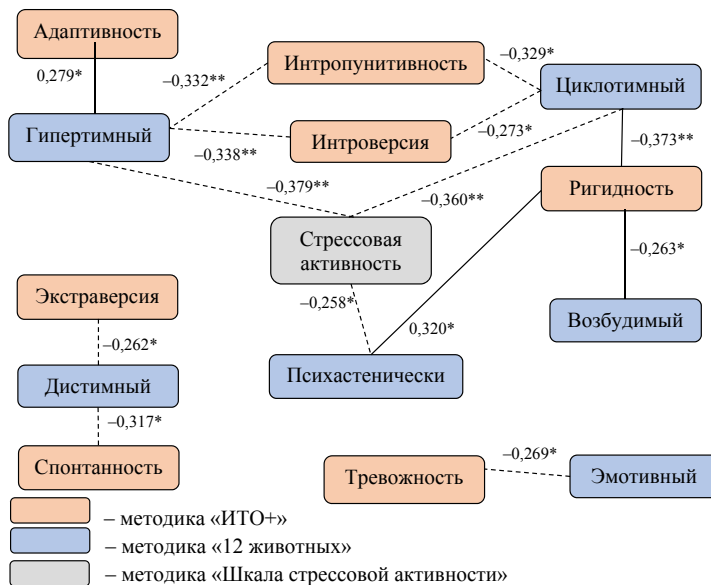 Адаптивность
0,279*
–0,332**
Интропунитивность
–0,329*
Циклотимный
Гипертимный
–0,338**
Интроверсия
–0,273*
–0,373**
–0,379**
–0,360**
Ригидность
Стрессовая
активность
–0,263*
Экстраверсия
–0,258*
0,320*
Возбудимый
–0,262*
Дистимный
Психастенически
–0,317*
Спонтанность
Тревожность
–0,269*
Эмотивный
– методика «ИТО+»
– методика «12 животных»
– методика «Шкала стрессовой активности»